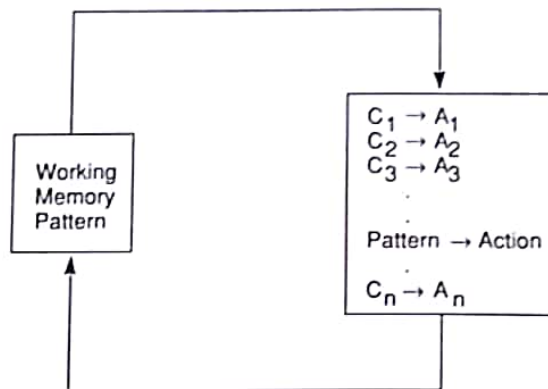 Working
Memory
Pattern
C₁ → A₁
C₂ → A₂
C₃ → A₃
.
.
Pattern → Action
.
Cₙ → Aₙ